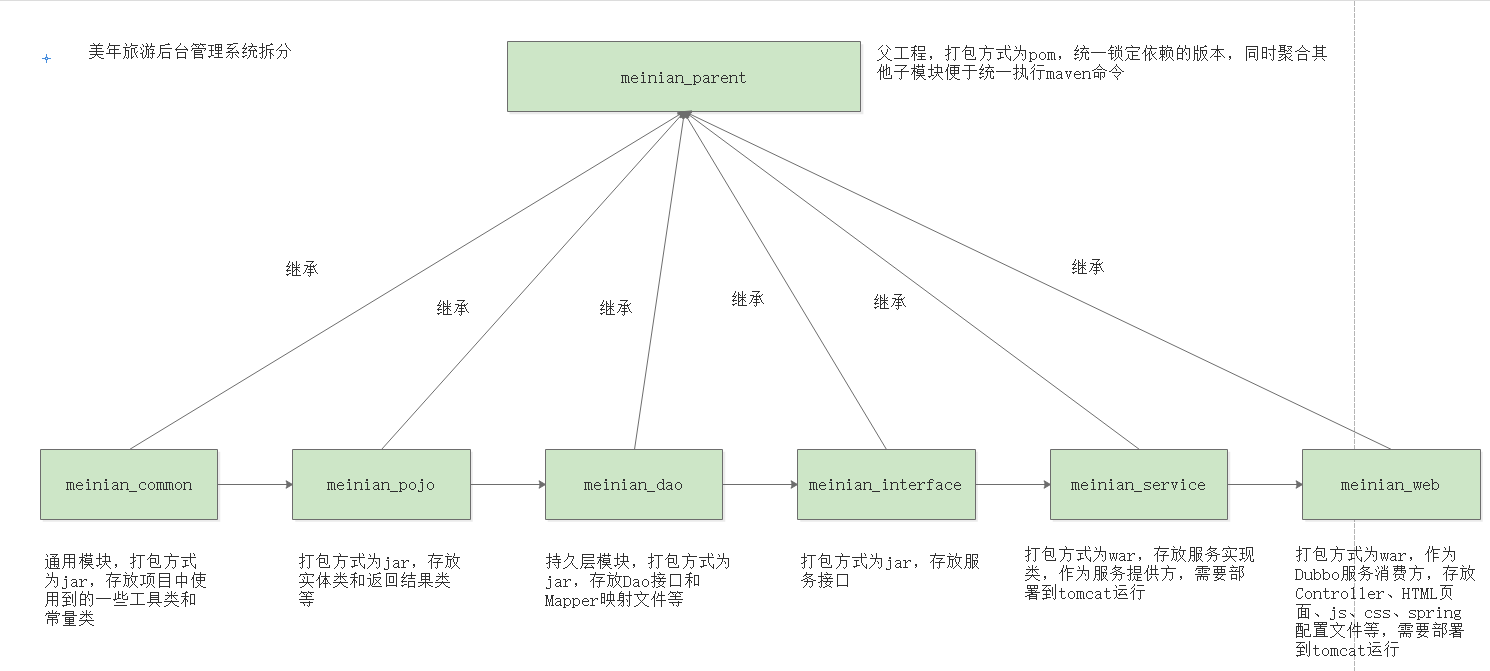 美年旅游后台管理系统拆分
meinian_parent
父工程，打包方式为pom，统一锁定依赖的版本，同时聚合其
他子模块便于统一执行maven命令
继承
继承
继承
继承
继承
继承
meinian_common
meinian_pojo
meinian_dao
meinian_interface
meinian_service
meinian_web
通用模块，打包方式
为jar，存放项目中使
用到的一些工具类和
常量类
打包方式为jar，存放
实体类和返回结果类
等
持久层模块，打包方式为
jar，存放Dao接口和
Mapper映射文件等
打包方式为jar，存放服
务接口
打包方式为war，存放服务实现
类，作为服务提供方，需要部
署到tomcat运行
打包方式为war，作为
Dubbo服务消费方，存放
Controller、HTML页
面、js、css、spring
配置文件等，需要部署
到tomcat运行